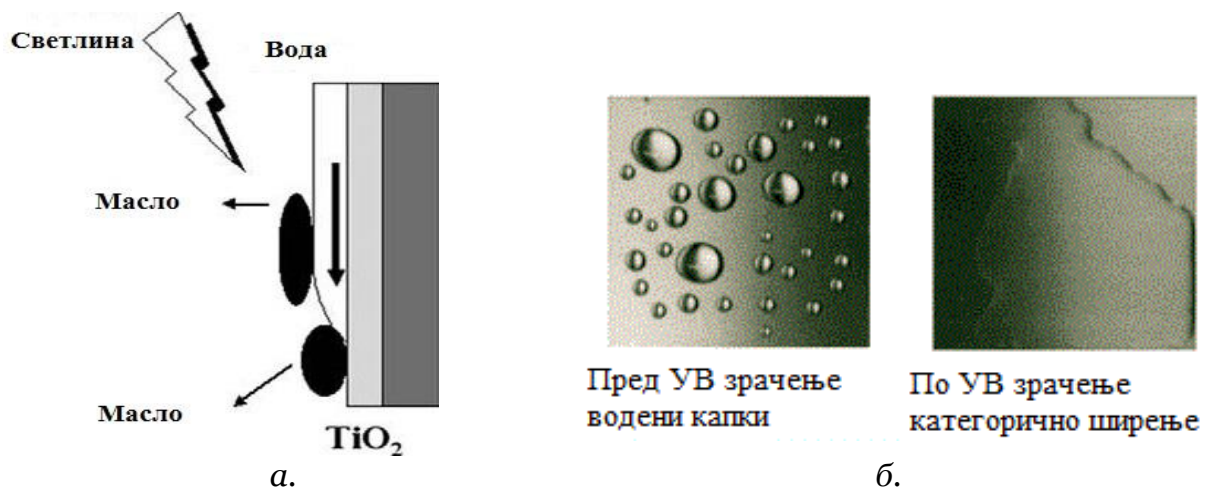 Светлина
Вода
Масло
Масло
TiO₂
а.
Пред УВ зрачење
водени капки
По УВ зрачење
категорично ширење
б.